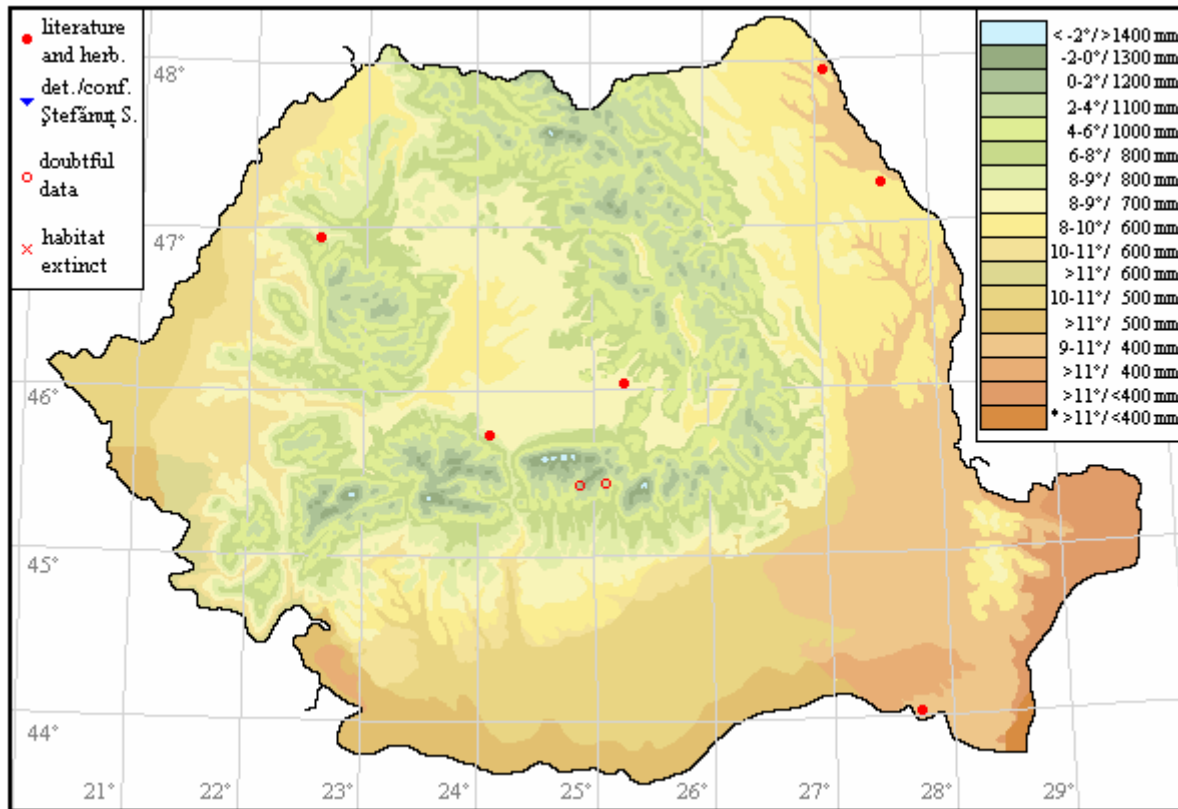 literature
and herb.
det./conf.
Ştefănuţ S.
doubtful
data
habitat
extinct
< -2°/>1400 mm
-2-0°/1300 mm
0-2°/1200 mm
2-4°/1100 mm
4-6°/1000 mm
6-8°/ 800 mm
8-9°/ 800 mm
8-9°/ 700 mm
8-10°/ 600 mm
10-11°/ 600 mm
>11°/ 600 mm
10-11°/ 500 mm
>11°/ 500 mm
9-11°/ 400 mm
>11°/ 400 mm
>11°/<400 mm
* >11°/<400 mm
48°
47°
46°
45°
44°
21° 22° 23° 24° 25° 26° 27° 28° 29°